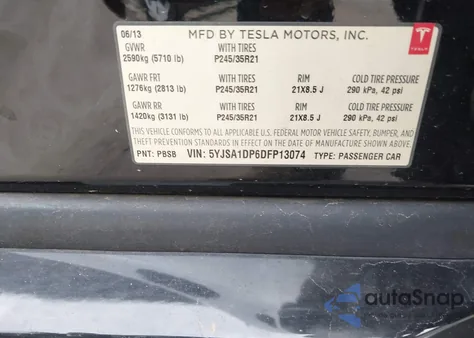 06/13 MFD BY TESLA MOTORS, INC.
GVWR WITH TIRES
2590kg (5710 lb) P245/35R21
TESLA
GAWR FRT WITH TIRES RIM COLD TIRE PRESSURE
1276kg (2813 lb) P245/35R21 21X8.5 J 290 kPa, 42 psi
GAWR RR WITH TIRES RIM COLD TIRE PRESSURE
1420kg (3131 lb) P245/35R21 21X8.5 J 290 kPa, 42 psi
THIS VEHICLE CONFORMS TO ALL APPLICABLE U.S. FEDERAL MOTOR VEHICLE SAFETY, BUMPER, AND
THEFT PREVENTION STANDARDS IN EFFECT ON THE DATE OF MANUFACTURE SHOWN ABOVE.
PNT: PBSB VIN: 5YJSA1DP6DFP13074 TYPE: PASSENGER CAR
autoSnap